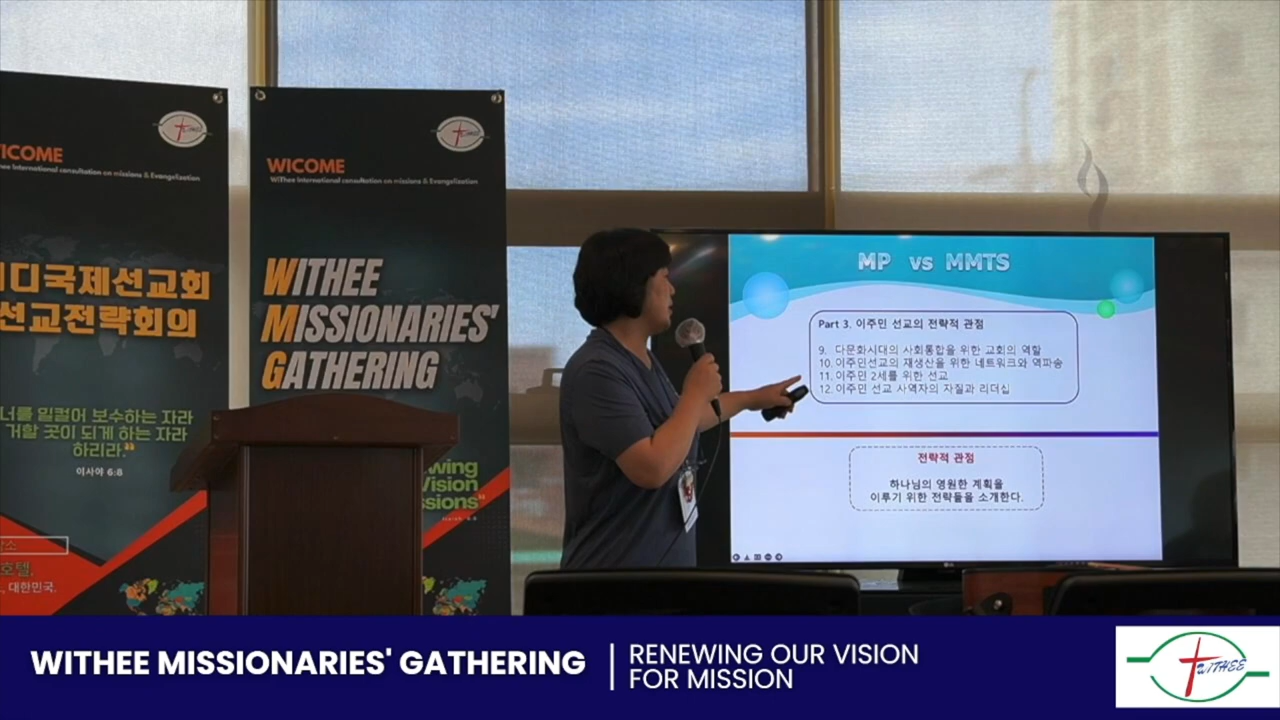 WICOME
디국제선교회
선교전략회의
너를 밀컬어 보수하는 자라
거할 곳이 되게 하는 자라
하리라."
이사야 6:8
호텔,
대한민국.
WICOME
WiThee International consultation on missions & Evangelization
WITHEE
MISSIONARIES'
GATHERING
wing
Vision
ssions"
MP vs MMTS
Part 3. 이주민 선교의 전략적 관점
9. 다문화시대의 사회통합을 위한 교회의 역할
10. 이주민선교의 재생산을 위한 네트워크와 역파송
11. 이주민 2세를 위한 선교
12. 이주민 선교 사역자의 자질과 리더십
전략적 관점
하나님의 영원한 계획을
이루기 위한 전략들을 소개한다.
WITHEE MISSIONARIES' GATHERING
RENEWING OUR VISION
FOR MISSION
WITHEE